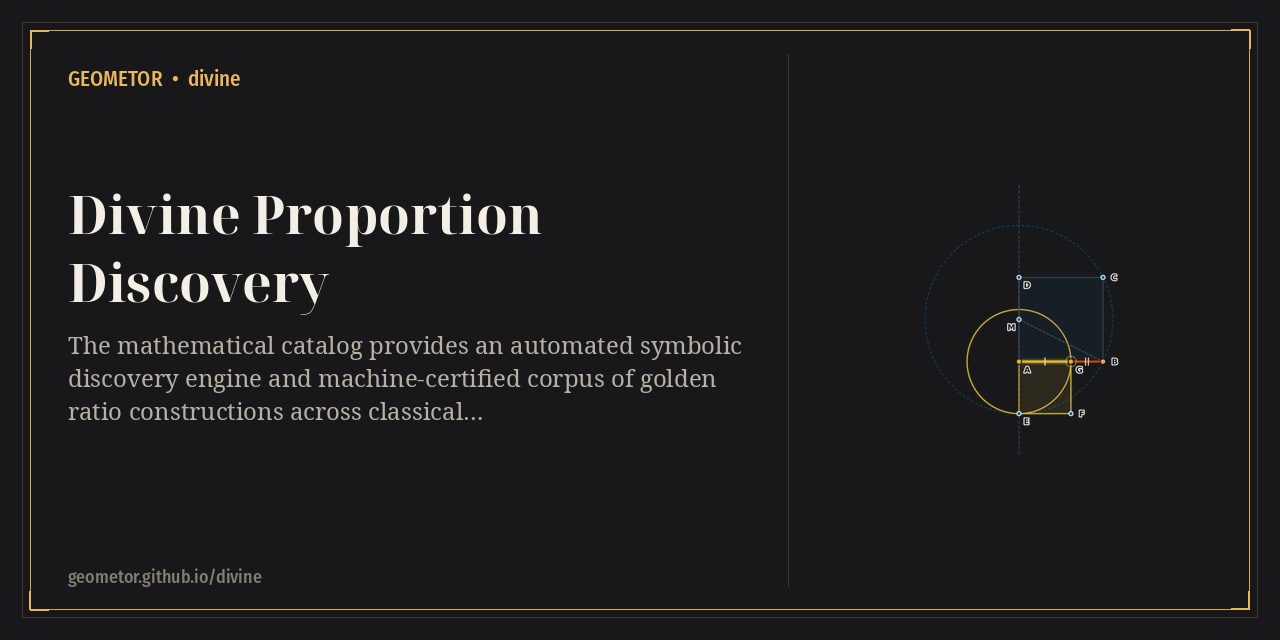 GEOMETOR • divine
Divine Proportion
Discovery
The mathematical catalog provides an automated symbolic
discovery engine and machine-certified corpus of golden
ratio constructions across classical...
geometor.github.io/divine
D
C
M
A
G
B
E
F